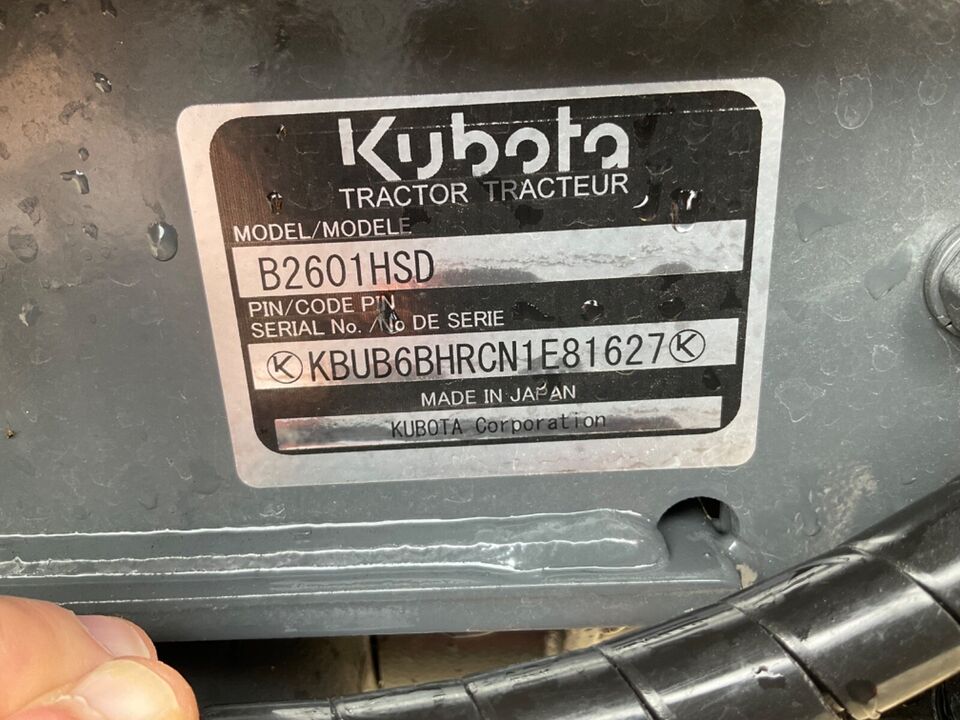 Kubota
TRACTOR TRACTEUR
MODEL/MODELE
B2601HSD
PIN/CODE PIN
SERIAL No. /No DE SERIE
KBUB6BHRCN1E81627
MADE IN JAPAN
KUBOTA Corporation